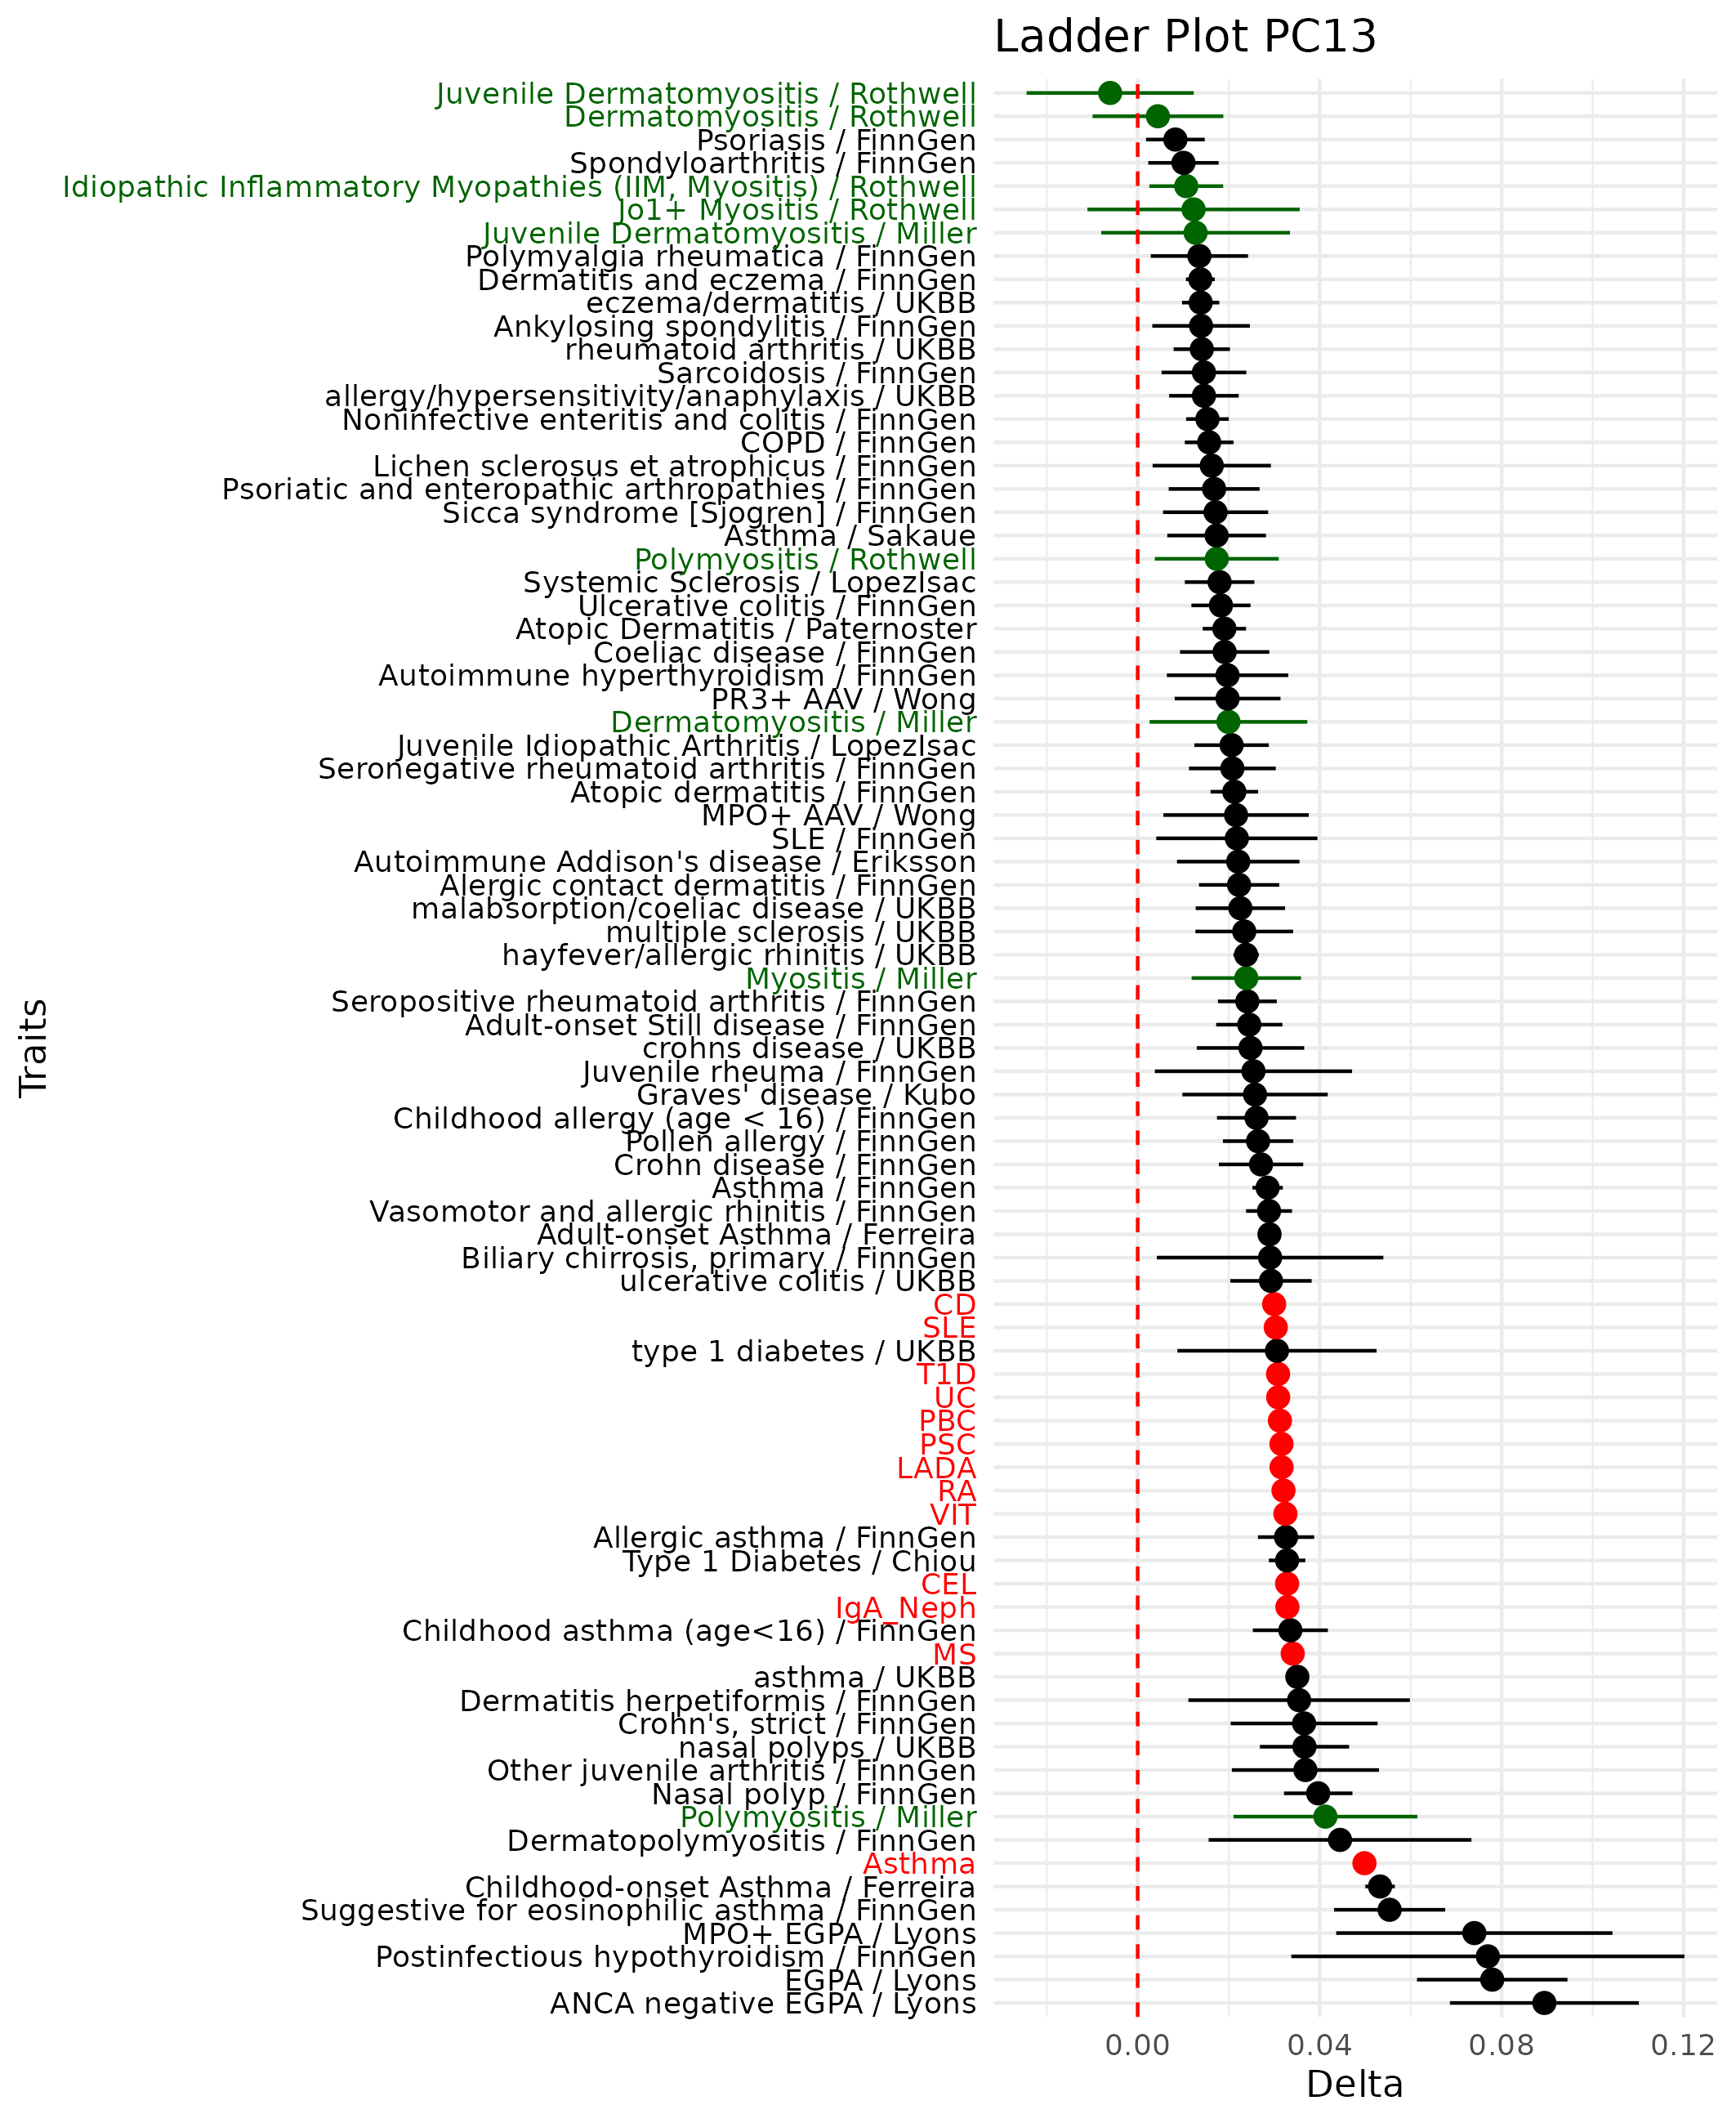 Ladder Plot PC13
Juvenile Dermatomyositis / Rothwell
Dermatomyositis / Rothwell
Psoriasis / FinnGen
Spondyloarthritis / FinnGen
Idiopathic Inflammatory Myopathies (IIM, Myositis) / Rothwell
Jo1+ Myositis / Rothwell
Juvenile Dermatomyositis / Miller
Polymyalgia rheumatica / FinnGen
Dermatitis and eczema / FinnGen
eczema/dermatitis / UKBB
Ankylosing spondylitis / FinnGen
rheumatoid arthritis / UKBB
Sarcoidosis / FinnGen
allergy/hypersensitivity/anaphylaxis / UKBB
Noninfective enteritis and colitis / FinnGen
COPD / FinnGen
Lichen sclerosus et atrophicus / FinnGen
Psoriatic and enteropathic arthropathies / FinnGen
Sicca syndrome [Sjogren] / FinnGen
Asthma / Sakaue
Polymyositis / Rothwell
Systemic Sclerosis / LopezIsac
Ulcerative colitis / FinnGen
Atopic Dermatitis / Paternoster
Coeliac disease / FinnGen
Autoimmune hyperthyroidism / FinnGen
PR3+ AAV / Wong
Dermatomyositis / Miller
Juvenile Idiopathic Arthritis / LopezIsac
Seronegative rheumatoid arthritis / FinnGen
Atopic dermatitis / FinnGen
MPO+ AAV / Wong
SLE / FinnGen
Autoimmune Addison's disease / Eriksson
Alergic contact dermatitis / FinnGen
malabsorption/coeliac disease / UKBB
multiple sclerosis / UKBB
hayfever/allergic rhinitis / UKBB
Myositis / Miller
Seropositive rheumatoid arthritis / FinnGen
Adult-onset Still disease / FinnGen
crohns disease / UKBB
Juvenile rheuma / FinnGen
Graves' disease / Kubo
Childhood allergy (age < 16) / FinnGen
Pollen allergy / FinnGen
Crohn disease / FinnGen
Asthma / FinnGen
Vasomotor and allergic rhinitis / FinnGen
Adult-onset Asthma / Ferreira
Biliary chirrosis, primary / FinnGen
ulcerative colitis / UKBB
CD
SLE
type 1 diabetes / UKBB
T1D
UC
PBC
PSC
LADA
RA
VIT
Allergic asthma / FinnGen
Type 1 Diabetes / Chiou
CEL
IgA_Neph
Childhood asthma (age<16) / FinnGen
MS
asthma / UKBB
Dermatitis herpetiformis / FinnGen
Crohn's, strict / FinnGen
nasal polyps / UKBB
Other juvenile arthritis / FinnGen
Nasal polyp / FinnGen
Polymyositis / Miller
Dermatopolymyositis / FinnGen
Asthma
Childhood-onset Asthma / Ferreira
Suggestive for eosinophilic asthma / FinnGen
MPO+ EGPA / Lyons
Postinfectious hypothyroidism / FinnGen
EGPA / Lyons
ANCA negative EGPA / Lyons
Traits
0.00 0.04 0.08 0.12
Delta